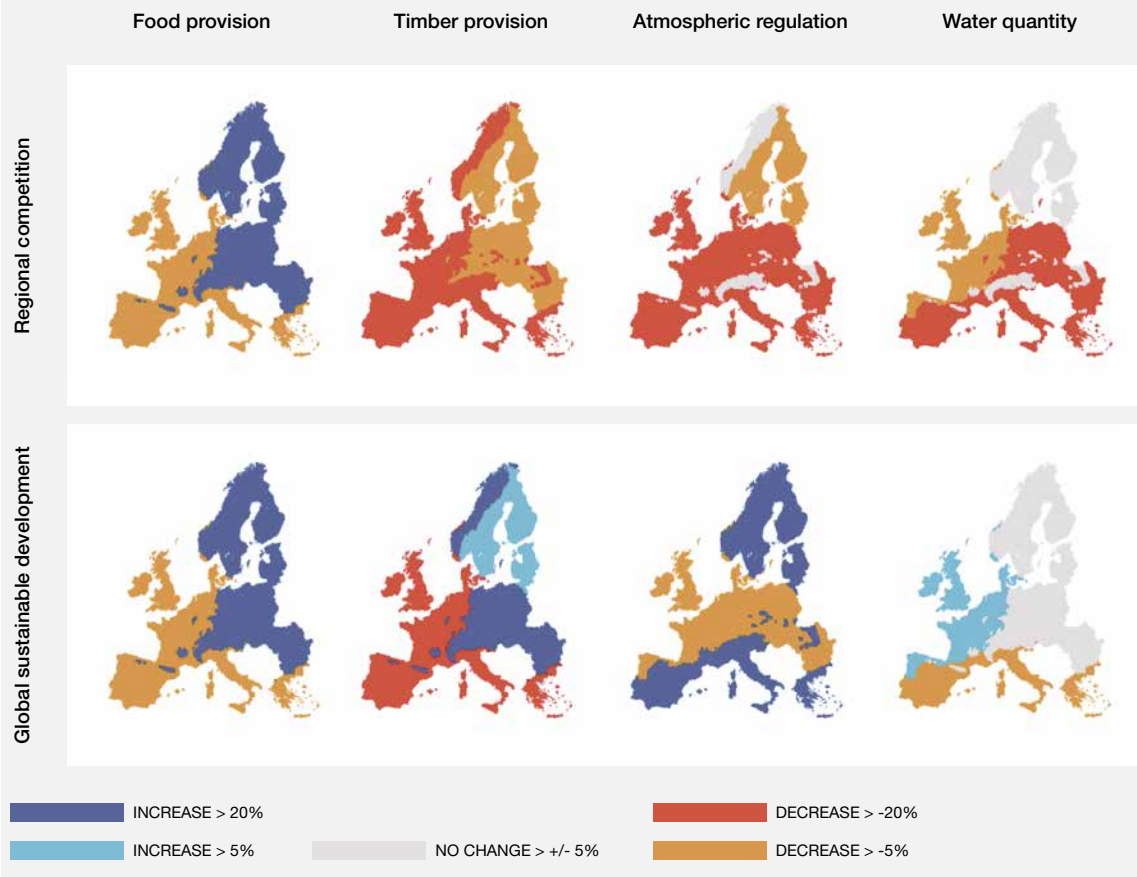 Food provision
Timber provision
Atmospheric regulation
Water quantity
Regional competition
Global sustainable development
INCREASE > 20%
DECREASE > -20%
INCREASE > 5%
NO CHANGE > +/- 5%
DECREASE > -5%